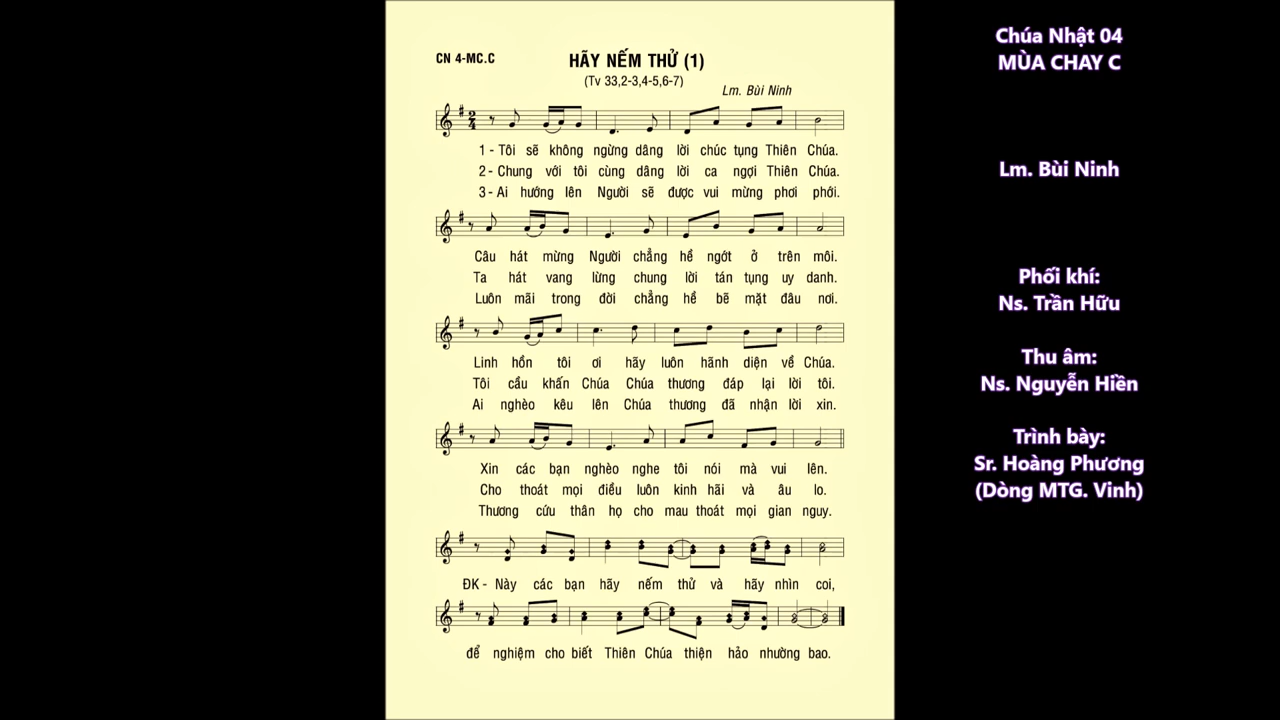 CN 4-MC.C
HÃY NẾM THỬ (1)
(Tv 33,2-3,4-5,6-7)
Lm. Bùi Ninh
2
4
1 - Tôi sẽ không ngừng dâng lời chúc tụng Thiên Chúa.
2 - Chung với tôi cùng dâng lời ca ngợi Thiên Chúa.
3 - Ai hướng lên Người sẽ được vui mừng phơi phới.
Câu hát mừng Người chẳng hề ngớt ở trên môi.
Ta hát vang lừng chung lời tán tụng uy danh.
Luôn mãi trong đời chẳng hề bẽ mặt đâu nơi.
Linh hồn tôi ơi hãy luôn hãnh diện về Chúa.
Tôi cầu khấn Chúa Chúa thương đáp lại lời tôi.
Ai nghèo kêu lên Chúa thương đã nhận lời xin.
Xin các bạn nghèo nghe tôi nói mà vui lên.
Cho thoát mọi điều luôn kinh hãi và âu lo.
Thương cứu thân họ cho mau thoát mọi gian nguy.
ĐK - Này các bạn hãy nếm thử và hãy nhìn coi,
để nghiệm cho biết Thiên Chúa thiện hảo nhường bao.
Chúa Nhật 04
MÙA CHAY C
Lm. Bùi Ninh
Phối khí:
Ns. Trần Hữu
Thu âm:
Ns. Nguyễn Hiền
Trình bày:
Sr. Hoàng Phương
(Dòng MTG. Vinh)